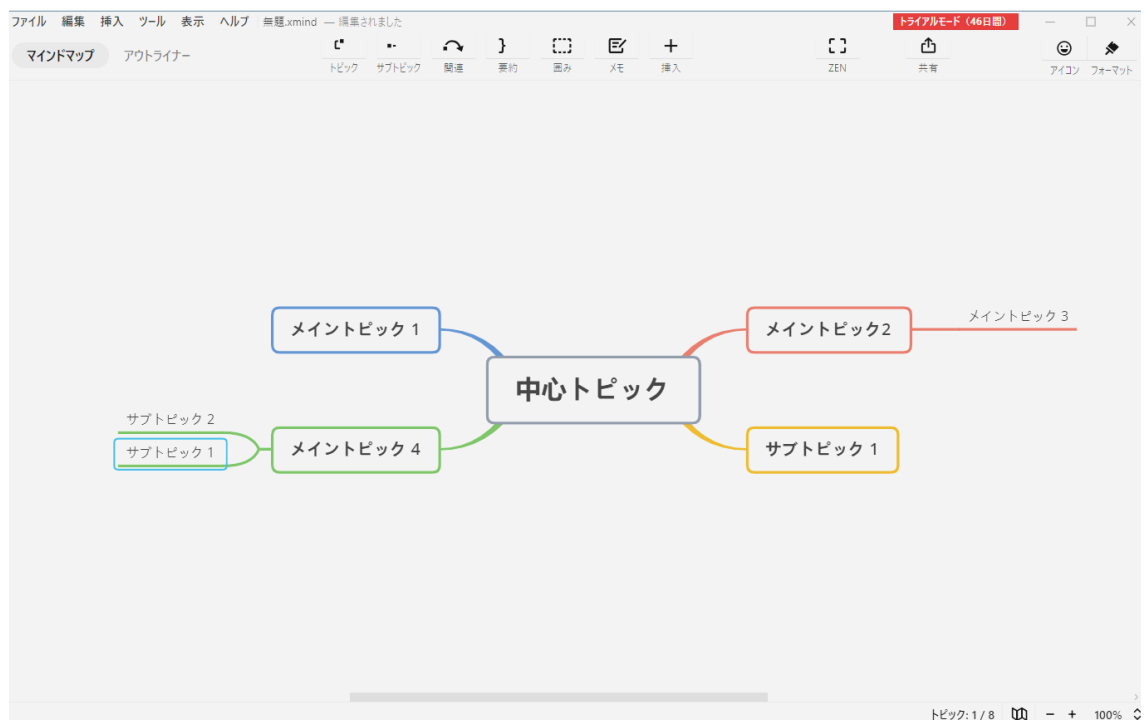 ファイル 編集 挿入 ツール 表示 ヘルプ 無題.xmind — 編集されました トライアルモード（46日間）
マインドマップ アウトライナー
トピック サブトピック 関連 要約 囲み メモ 挿入 ZEN 共有 アイコン フォーマット
メイントピック 1 メイントピック2 メイントピック 3
中心トピック
サブトピック 2
サブトピック 1 メイントピック 4 サブトピック 1
トピック: 1 / 8 100%